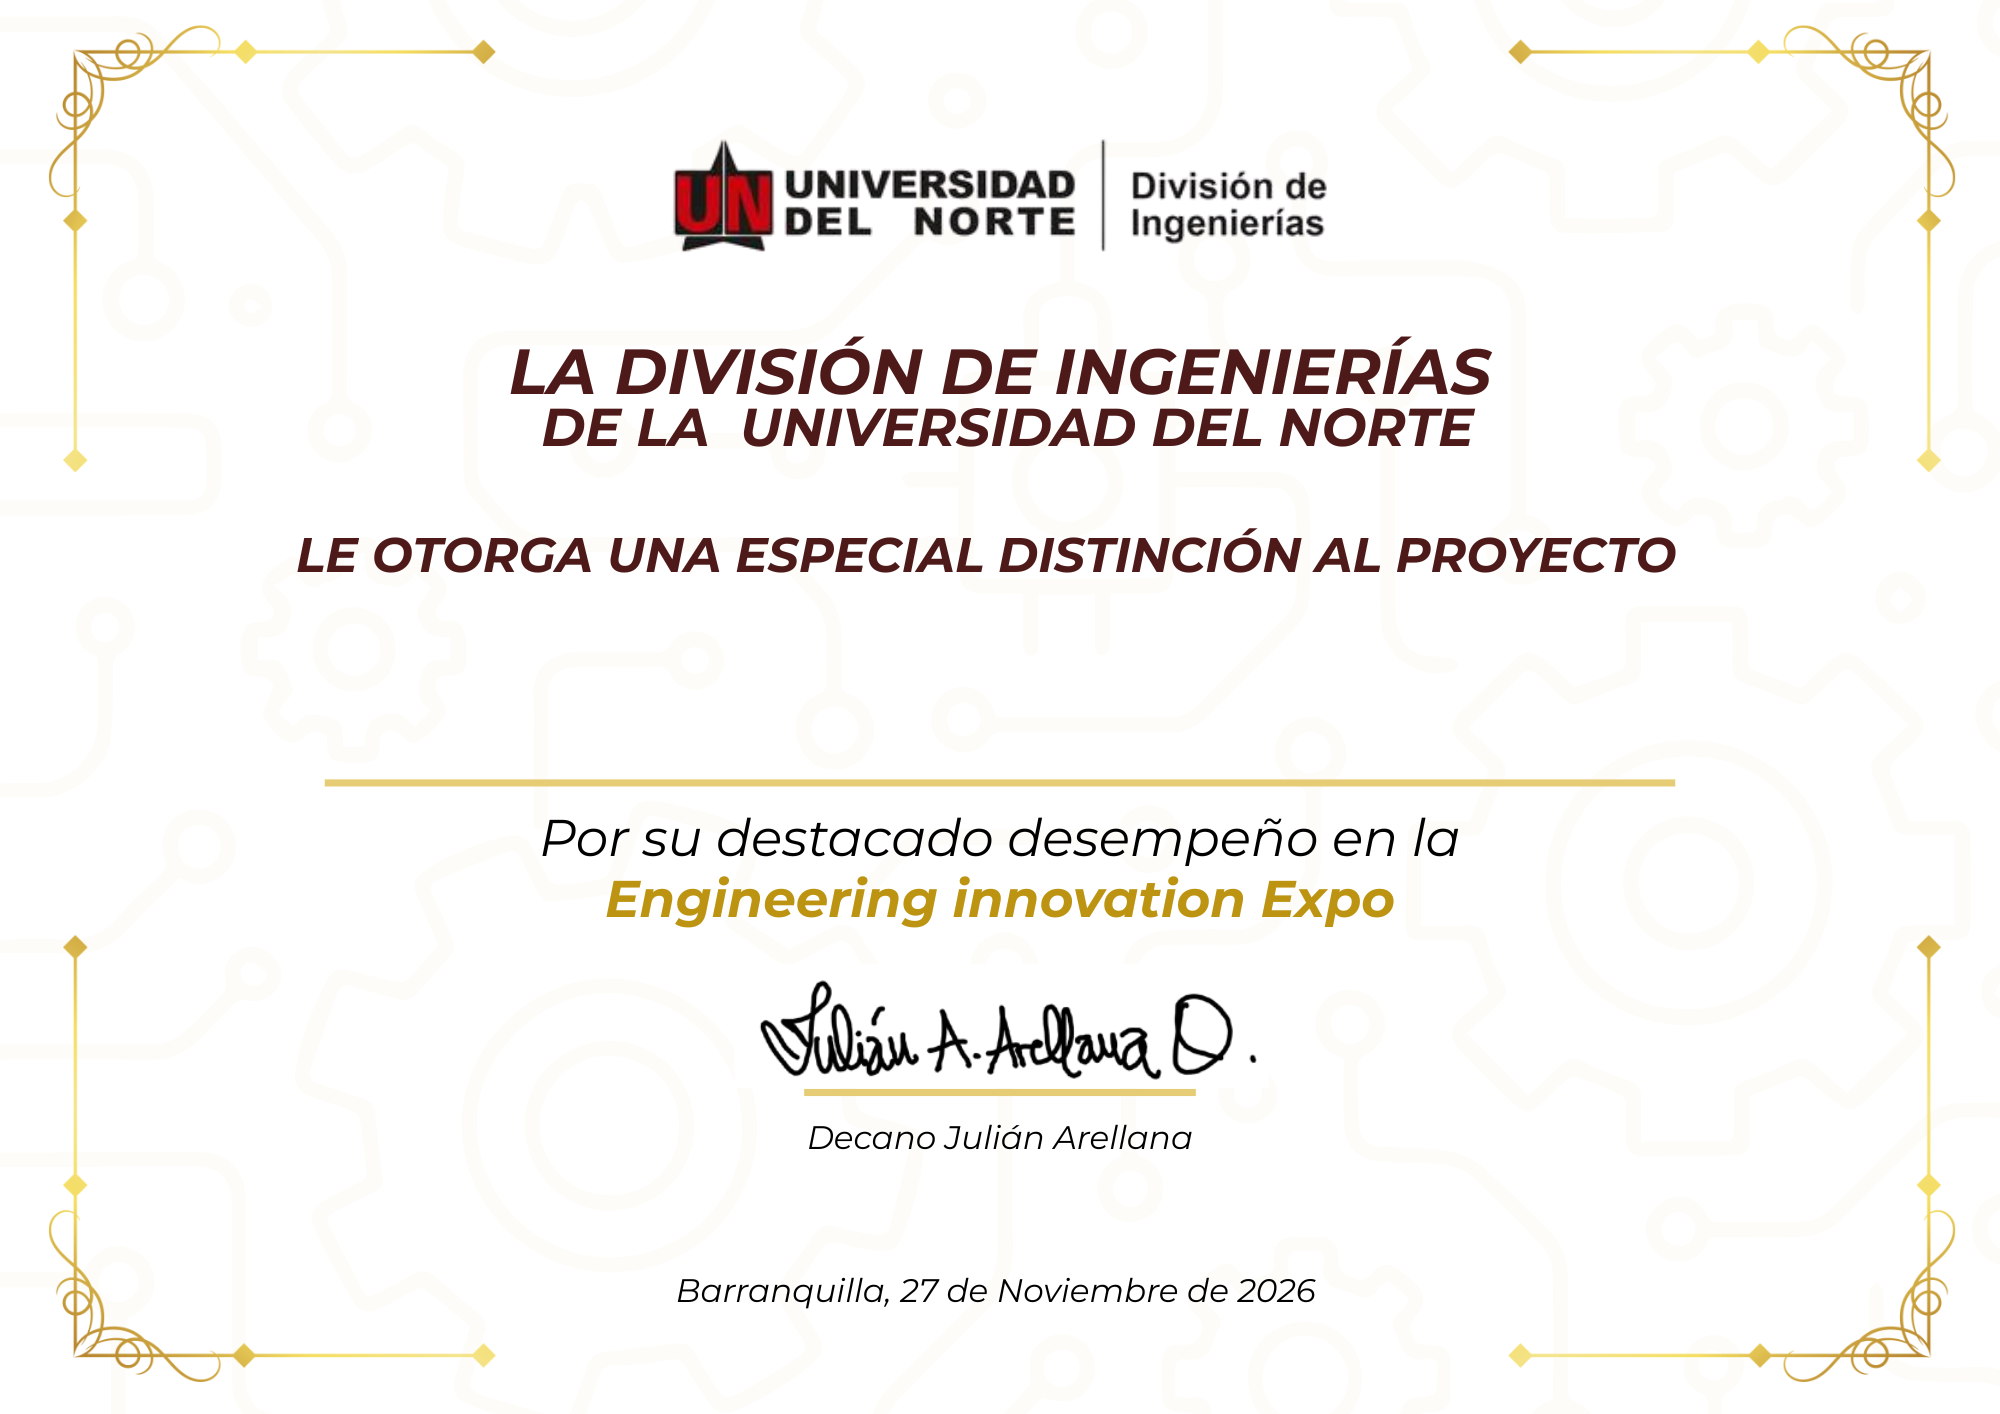 UN UNIVERSIDAD DEL NORTE
División de Ingenierías
LA DIVISIÓN DE INGENIERÍAS
DE LA UNIVERSIDAD DEL NORTE
LE OTORGA UNA ESPECIAL DISTINCIÓN AL PROYECTO
Por su destacado desempeño en la
Engineering innovation Expo
Julián A. Arellana O.
Decano Julián Arellana
Barranquilla, 27 de Noviembre de 2026